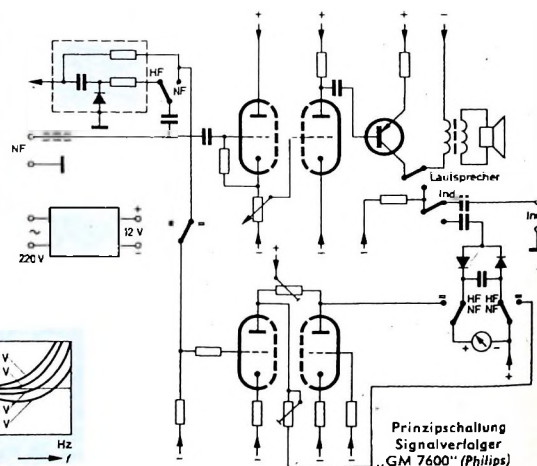 +
+
+
-
HF
NF
NF
Lautsprecher
Ind
Ind
= -
220 V
~
+
12 V
-
+
=
HF HF
NF NF
=
+ -
+
V
V
V
V
Hz
f
- - - - - -
Prinzipschaltung
Signalverfolger
„GM 7600" (Philips)